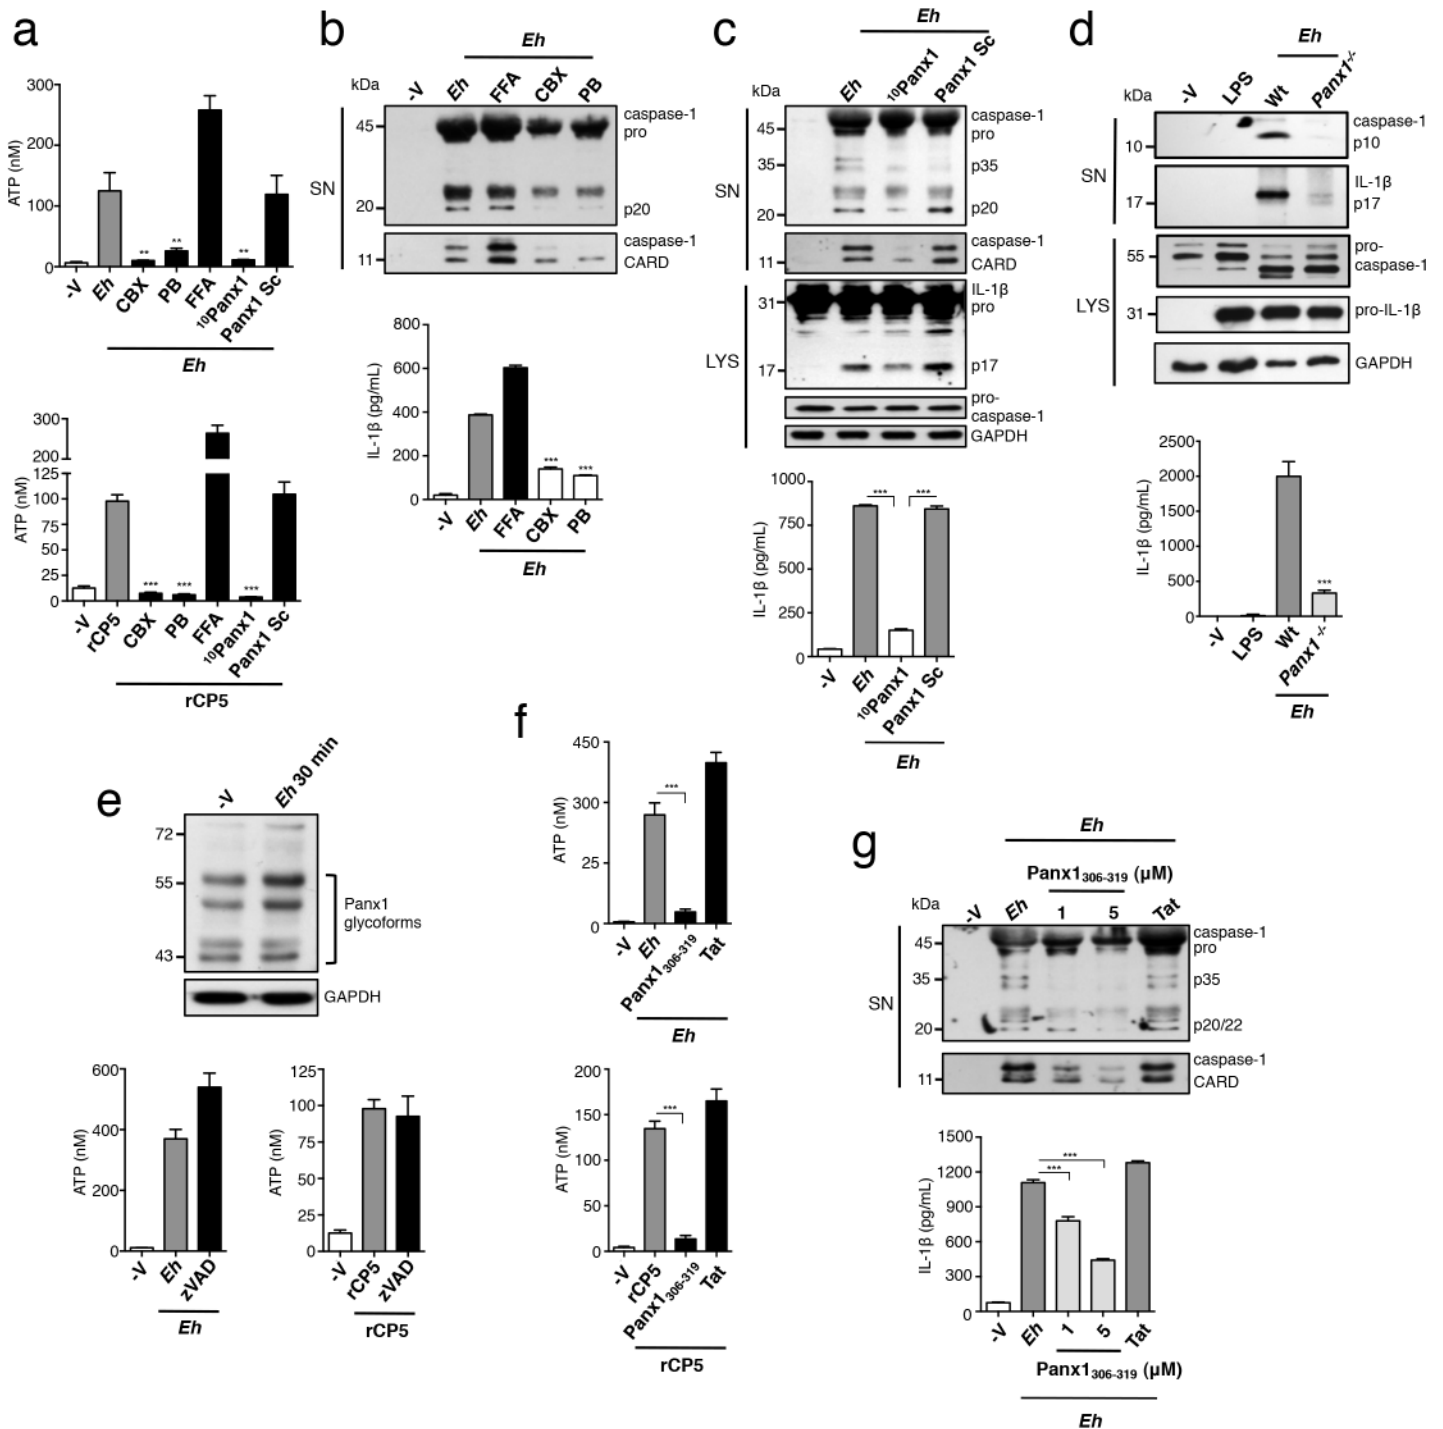 a
ATP (nM)
300
200
100
0
-V
Eh
CBX
PB
FFA
¹⁰Panx1
Panx1 Sc
**
**
**
Eh
ATP (nM)
300
200
125
100
75
50
25
0
-V
rCP5
CBX
PB
FFA
¹⁰Panx1
Panx1 Sc
***
***
***
rCP5
b
Eh
kDa
-V
Eh
FFA
CBX
PB
SN
45
20
11
caspase-1
pro
p20
caspase-1
CARD
IL-1β (pg/mL)
800
600
400
200
0
***
***
-V
Eh
FFA
CBX
PB
Eh
c
Eh
kDa
Eh
¹⁰Panx1
Panx1 Sc
SN
45
35
20
11
caspase-1
pro
p35
p20
caspase-1
CARD
LYS
31
17
IL-1β
pro
p17
pro-
caspase-1
GAPDH
IL-1β (pg/mL)
1000
750
500
250
0
***
***
-V
Eh
¹⁰Panx1
Panx1 Sc
Eh
d
Eh
kDa
-V
LPS
Wt
Panx1-/-
SN
10
17
caspase-1
p10
IL-1β
p17
LYS
55
31
pro-
caspase-1
pro-IL-1β
GAPDH
IL-1β (pg/mL)
2500
2000
1500
1000
500
0
***
-V
LPS
Wt
Panx1-/-
Eh
e
-V
Eh 30 min
72
55
43
Panx1
glycoforms
GAPDH
ATP (nM)
600
400
200
0
-V
Eh
zVAD
Eh
ATP (nM)
125
100
75
50
25
0
-V
rCP5
zVAD
rCP5
f
ATP (nM)
450
300
25
0
***
-V
Eh
Panx1₃₀₆₋₃₁₉
Tat
Eh
ATP (nM)
200
150
100
50
0
***
-V
rCP5
Panx1₃₀₆₋₃₁₉
Tat
rCP5
g
Eh
Panx1₃₀₆₋₃₁₉ (μM)
kDa
-V
Eh
1
5
Tat
SN
45
35
20
11
caspase-1
pro
p35
p20/22
caspase-1
CARD
IL-1β (pg/mL)
1500
1200
900
600
300
0
***
***
-V
Eh
1
5
Tat
Panx1₃₀₆₋₃₁₉ (μM)
Eh